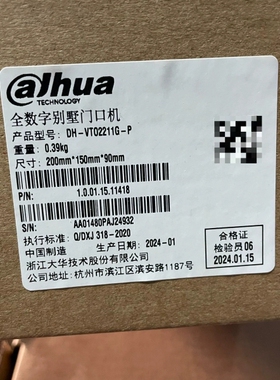 alhua
TECHNOLOGY
全数字别墅门口机
产品型号: DH-VTO2211G-P
重量: 0.39kg
尺寸: 200mm*150mm*90mm
P/N:
1.0.01.15.11418
S/N:
AA01480PAJ24932
执行标准: Q/DXJ 318-2020
中国制造 生产日期: 2024-01
浙江大华技术股份有限公司
公司地址: 杭州市滨江区滨安路1187号
合格证
检验员06
2024.01.15